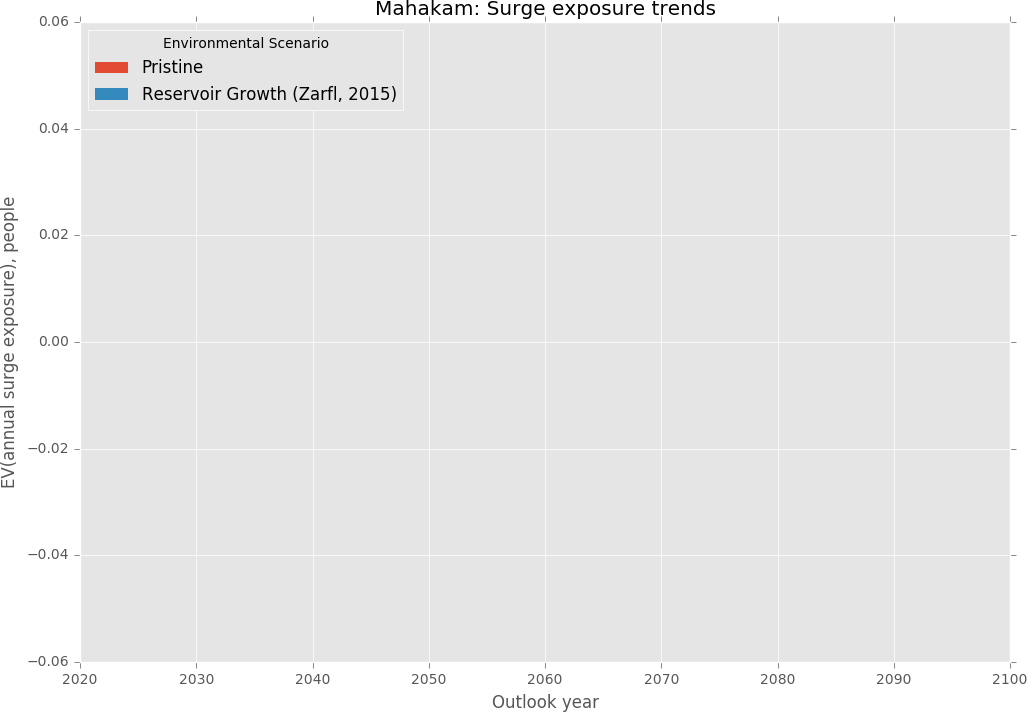 Mahakam: Surge exposure trends
0.06
Environmental Scenario
Pristine
Reservoir Growth (Zarfl, 2015)
0.04
0.02
0.00
−0.02
−0.04
−0.06
EV(annual surge exposure), people
2020 2030 2040 2050 2060 2070 2080 2090 2100
Outlook year